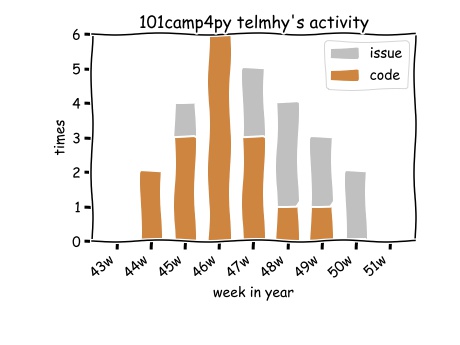 101camp4py telmhy's activity
issue
code
times
6
5
4
3
2
1
0
43w 44w 45w 46w 47w 48w 49w 50w 51w
week in year